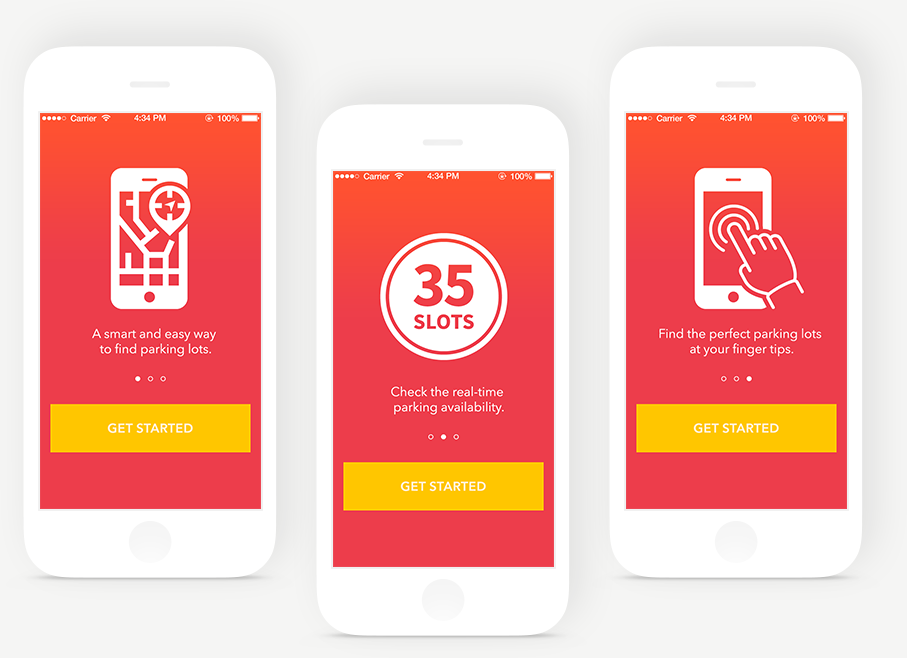 Carrier 4:34 PM 100%
A smart and easy way
to find parking lots.
GET STARTED
Carrier 4:34 PM 100%
35
SLOTS
Check the real-time
parking availability.
GET STARTED
Carrier 4:34 PM 100%
Find the perfect parking lots
at your finger tips.
GET STARTED